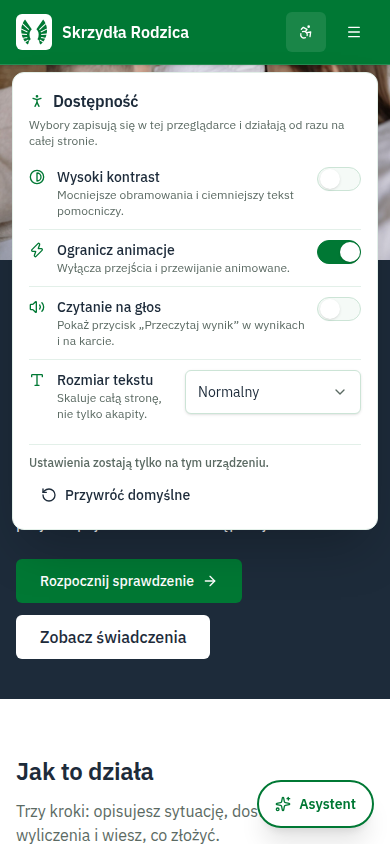 Skrzydła Rodzica
Dostępność
Wybory zapisują się w tej przeglądarce i działają od razu na
całej stronie.
Wysoki kontrast
Mocniejsze obramowania i ciemniejszy tekst
pomocniczy.
Ogranicz animacje
Wyłącza przejścia i przewijanie animowane.
Czytanie na głos
Pokaż przycisk „Przeczytaj wynik” w wynikach
i na karcie.
Rozmiar tekstu
Skaluje całą stronę,
nie tylko akapity.
Normalny
Ustawienia zostają tylko na tym urządzeniu.
Przywróć domyślne
Rozpocznij sprawdzenie
Zobacz świadczenia
Jak to działa
Trzy kroki: opisujesz sytuację,
wyliczenia i wiesz, co złożyć.
Asystent